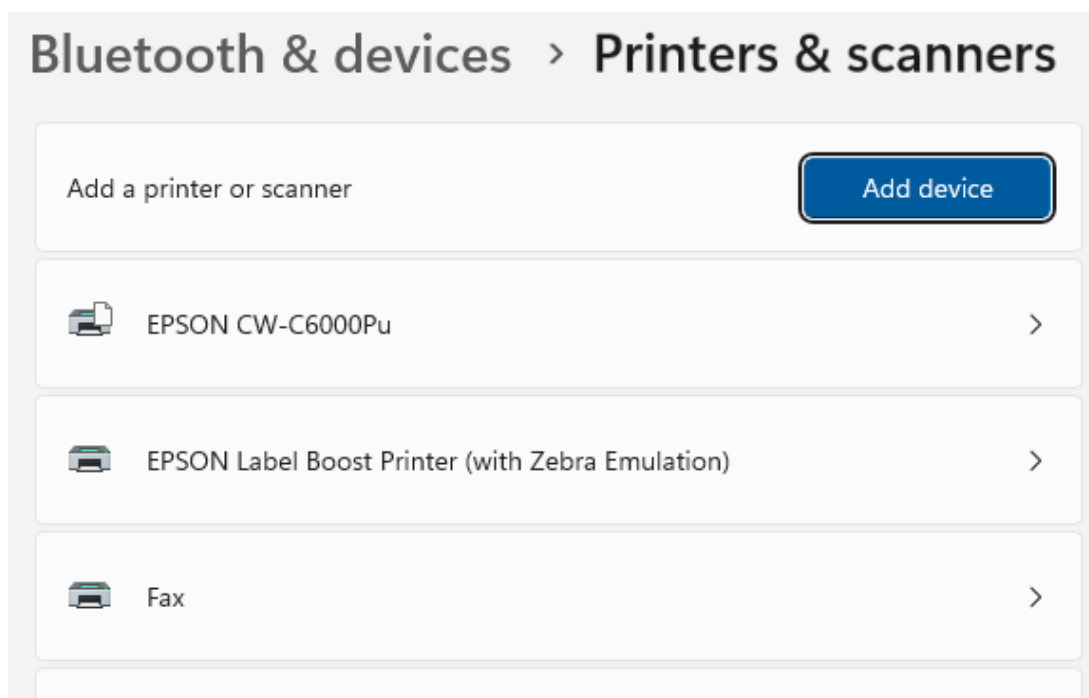 Bluetooth & devices > Printers & scanners
Add a printer or scanner
Add device
EPSON CW-C6000Pu
EPSON Label Boost Printer (with Zebra Emulation)
Fax